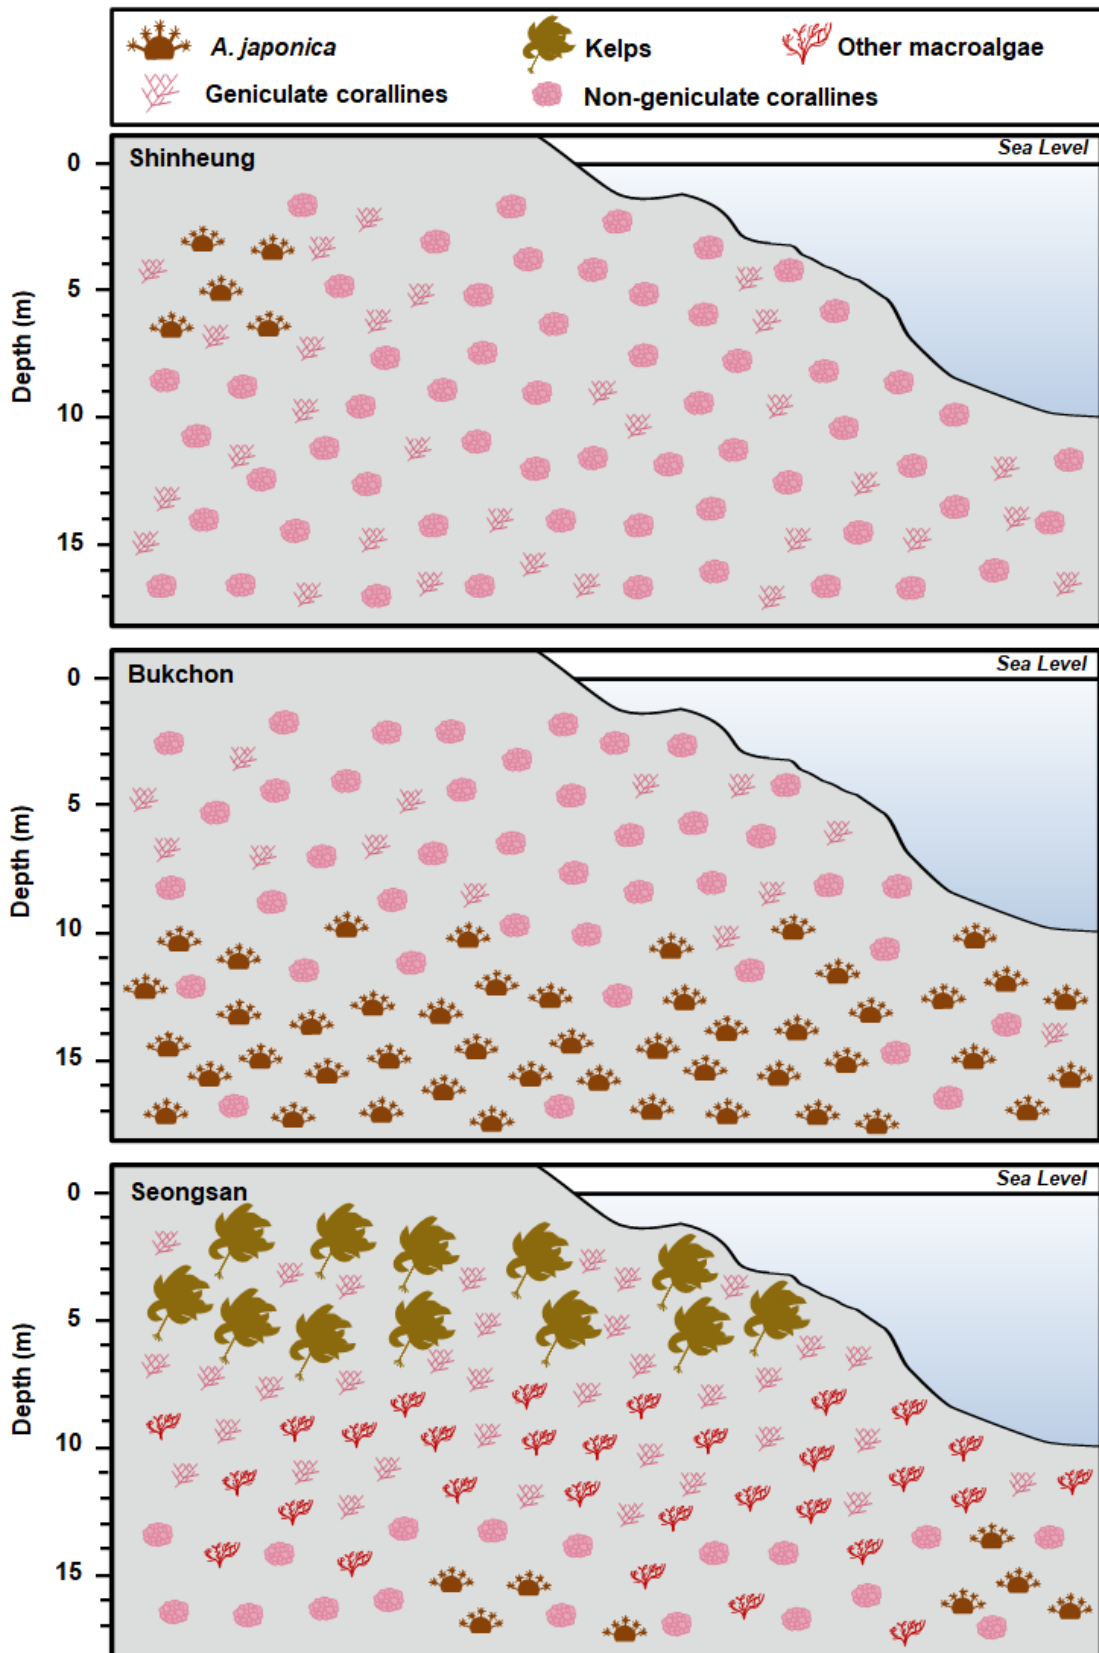 A. japonica
Kelps
Other macroalgae
Geniculate corallines
Non-geniculate corallines
Shinheung
Sea Level
0
5
10
15
Depth (m)
Bukchon
Sea Level
0
5
10
15
Depth (m)
Seongsan
Sea Level
0
5
10
15
Depth (m)